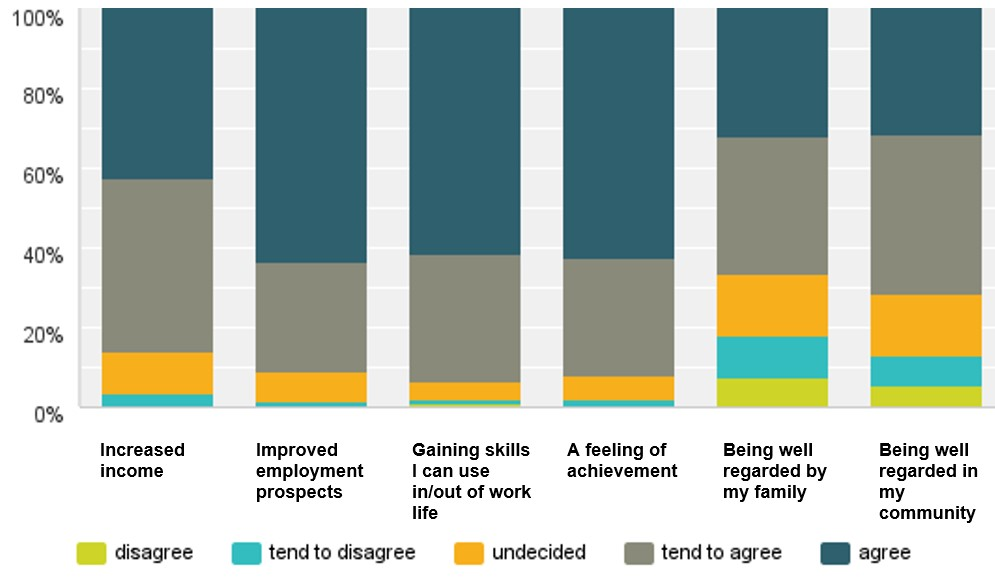 100%
80%
60%
40%
20%
0%
Increased
income
Improved
employment
prospects
Gaining skills
I can use
in/out of work
life
A feeling of
achievement
Being well
regarded by
my family
Being well
regarded in
my
community
disagree
tend to disagree
undecided
tend to agree
agree